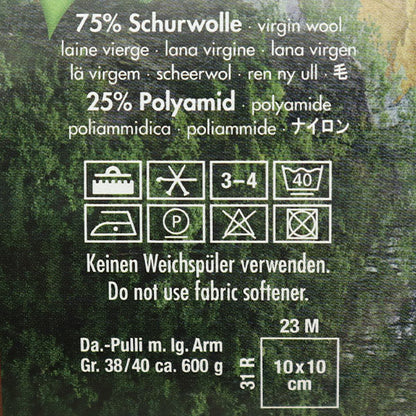 75% Schurwolle · virgin wool
laine vierge · lana virgine · lana virgen
lä virgem · scheerwol · ren ny ull · 毛
25% Polyamid · polyamide
poliammidica · poliammide · ナイロン
3–4 40
P
Keinen Weichspüler verwenden.
Do not use fabric softener.
Da.-Pulli m. lg. Arm
Gr. 38/40 ca. 600 g
23 M
31 R
10 x 10
cm